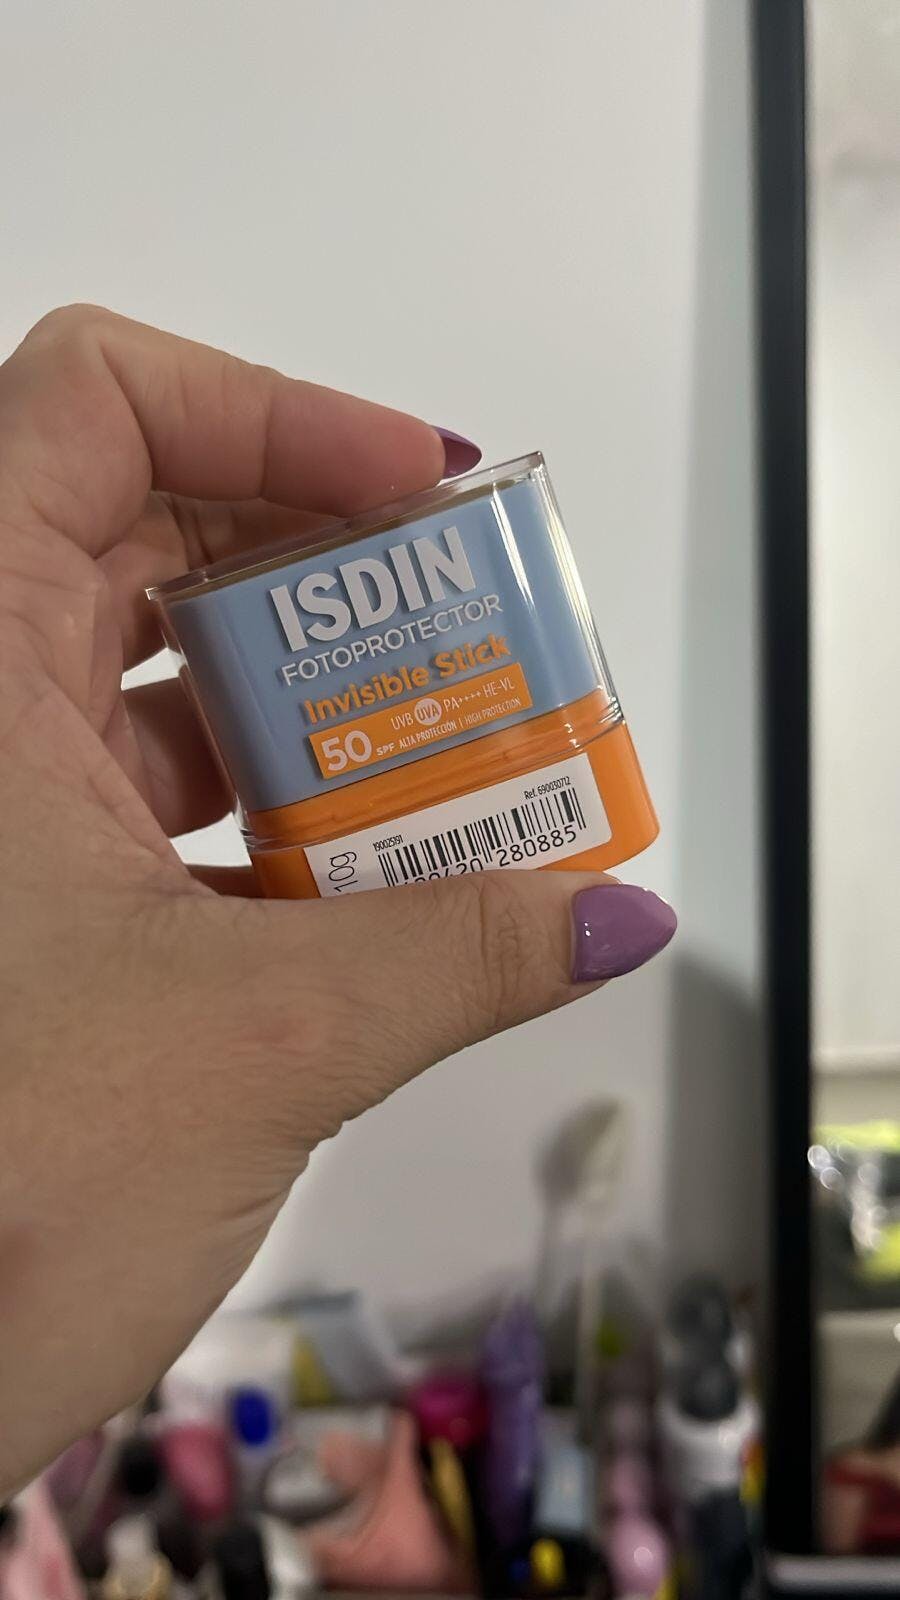 ISDIN
FOTOPROTECTOR
Invisible Stick
UVB UVA PA++++ HE-VL
50 SPF ALTA PROTECCIÓN | HIGH PROTECTION
190025191
Ref. 690030712
10g
280885